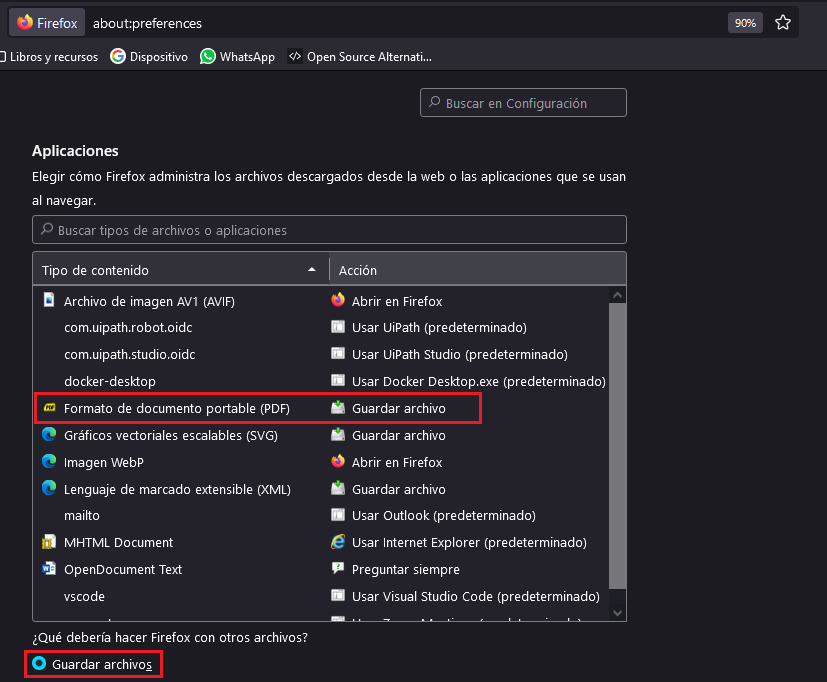 Firefox about:preferences 90%
Libros y recursos Dispositivo WhatsApp Open Source Alternati...
Buscar en Configuración
Aplicaciones
Elegir cómo Firefox administra los archivos descargados desde la web o las aplicaciones que se usan
al navegar.
Buscar tipos de archivos o aplicaciones
Tipo de contenido Acción
Archivo de imagen AV1 (AVIF) Abrir en Firefox
com.uipath.robot.oidc Usar UiPath (predeterminado)
com.uipath.studio.oidc Usar UiPath Studio (predeterminado)
docker-desktop Usar Docker Desktop.exe (predeterminado)
Formato de documento portable (PDF) Guardar archivo
Gráficos vectoriales escalables (SVG) Guardar archivo
Imagen WebP Abrir en Firefox
Lenguaje de marcado extensible (XML) Guardar archivo
mailto Usar Outlook (predeterminado)
MHTML Document Usar Internet Explorer (predeterminado)
OpenDocument Text Preguntar siempre
vscode Usar Visual Studio Code (predeterminado)
¿Qué debería hacer Firefox con otros archivos?
Guardar archivos